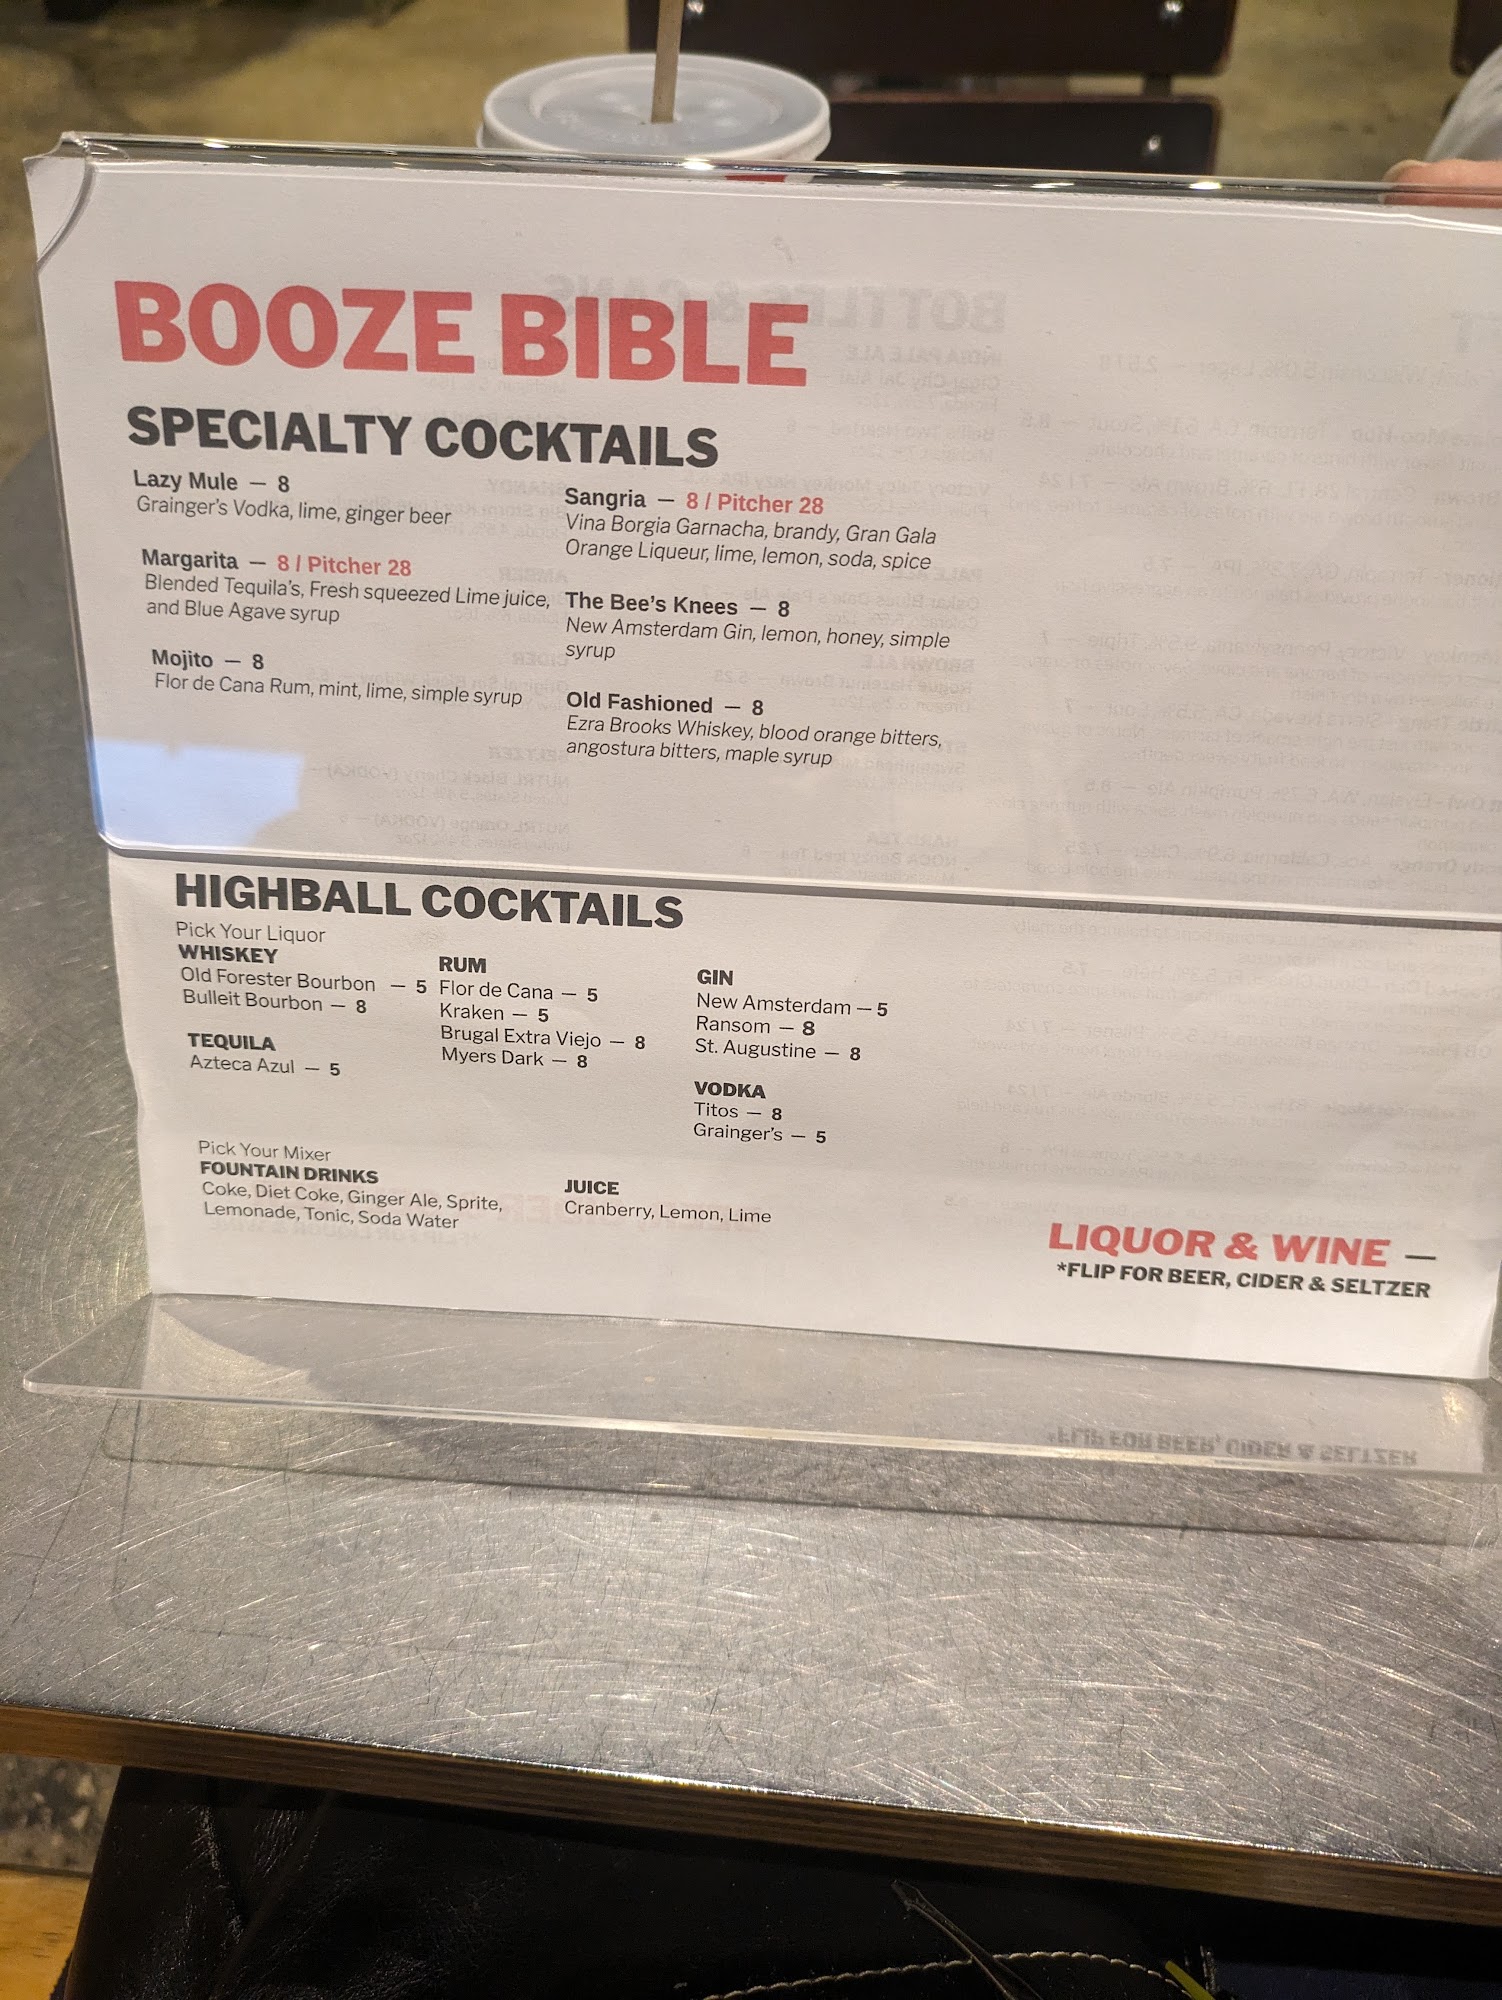 BOOZE BIBLE
SPECIALTY COCKTAILS
Lazy Mule — 8
Grainger's Vodka, lime, ginger beer
Margarita — 8 / Pitcher 28
Blended Tequila's, Fresh squeezed Lime juice,
and Blue Agave syrup
Mojito — 8
Flor de Cana Rum, mint, lime, simple syrup
Sangria — 8 / Pitcher 28
Vina Borgia Garnacha, brandy, Gran Gala
Orange Liqueur, lime, lemon, soda, spice
The Bee's Knees — 8
New Amsterdam Gin, lemon, honey, simple
syrup
Old Fashioned — 8
Ezra Brooks Whiskey, blood orange bitters,
angostura bitters, maple syrup
HIGHBALL COCKTAILS
Pick Your Liquor
WHISKEY
Old Forester Bourbon — 5
Bulleit Bourbon — 8
TEQUILA
Azteca Azul — 5
RUM
Flor de Cana — 5
Kraken — 5
Brugal Extra Viejo — 8
Myers Dark — 8
GIN
New Amsterdam — 5
Ransom — 8
St. Augustine — 8
VODKA
Titos — 8
Grainger's — 5
Pick Your Mixer
FOUNTAIN DRINKS
Coke, Diet Coke, Ginger Ale, Sprite,
Lemonade, Tonic, Soda Water
JUICE
Cranberry, Lemon, Lime
LIQUOR & WINE —
*FLIP FOR BEER, CIDER & SELTZER